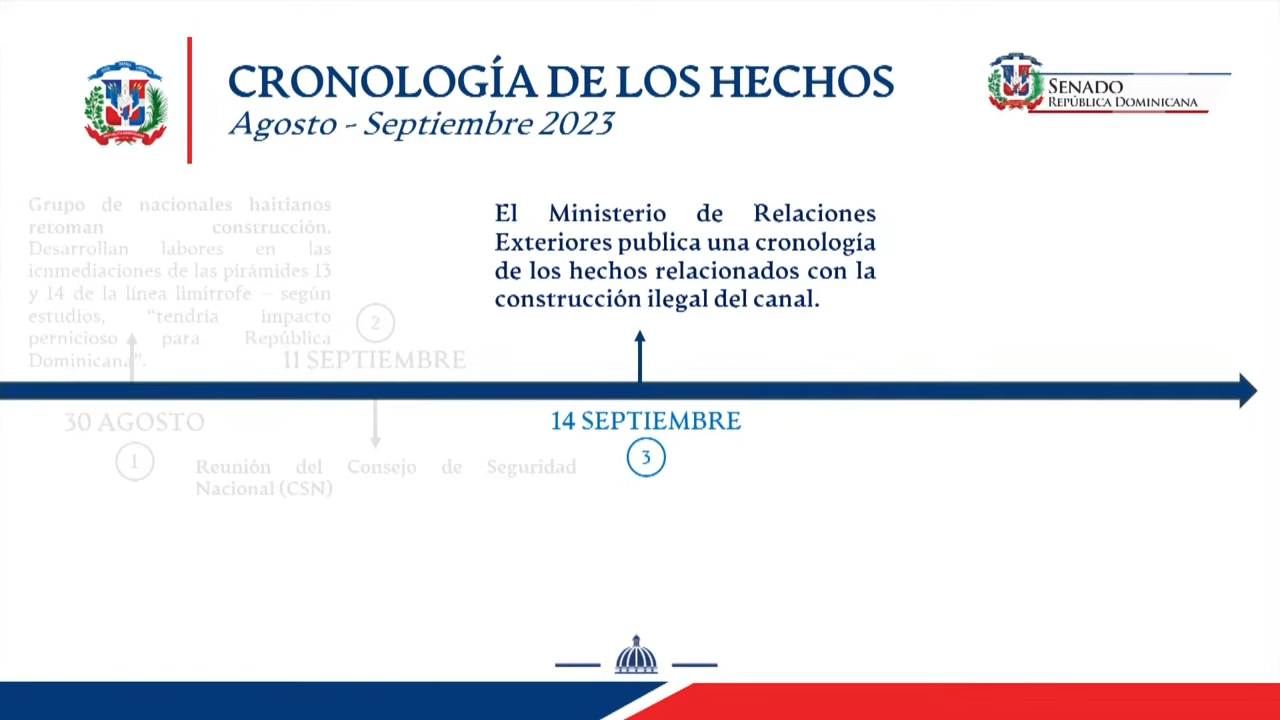 CRONOLOGÍA DE LOS HECHOS
Agosto - Septiembre 2023
SENADO
REPÚBLICA DOMINICANA
Grupo de nacionales haitianos
retoman construcción.
Desarrollan labores en las
icnmediaciones de las pirámides 13
y 14 de la línea limítrofe – según
estudios, "tendría impacto
pernicioso para República
Dominicana".
30 AGOSTO
1
2
11 SEPTIEMBRE
Reunión del Consejo de Seguridad
Nacional (CSN)
El Ministerio de Relaciones
Exteriores publica una cronología
de los hechos relacionados con la
construcción ilegal del canal.
14 SEPTIEMBRE
3